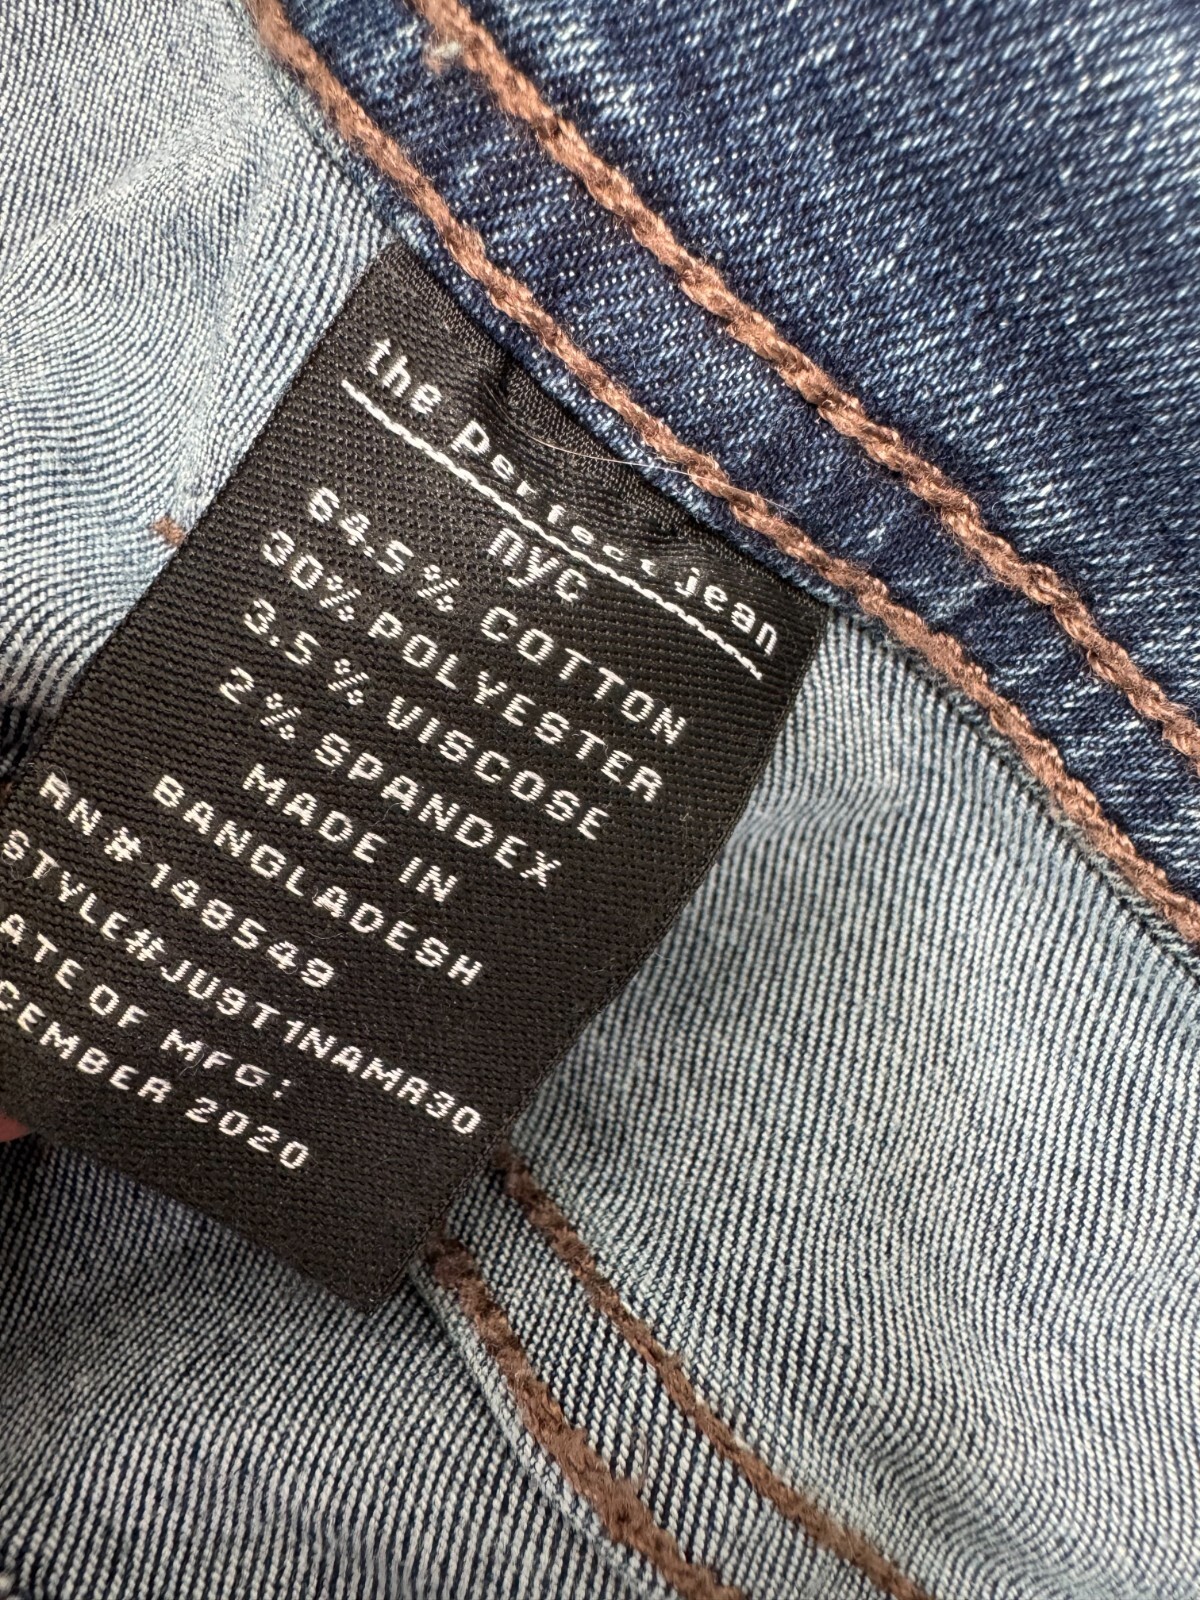 the Perfect jean
nyc
64.5 % COTTON
30% POLYESTER
3.5 % VISCOSE
2 % SPANDEX
MADE IN
BANGLADESH
RN# 148549
STYLE#JU9T1NAMR30
ATE OF MFG:
CEMBER 2020